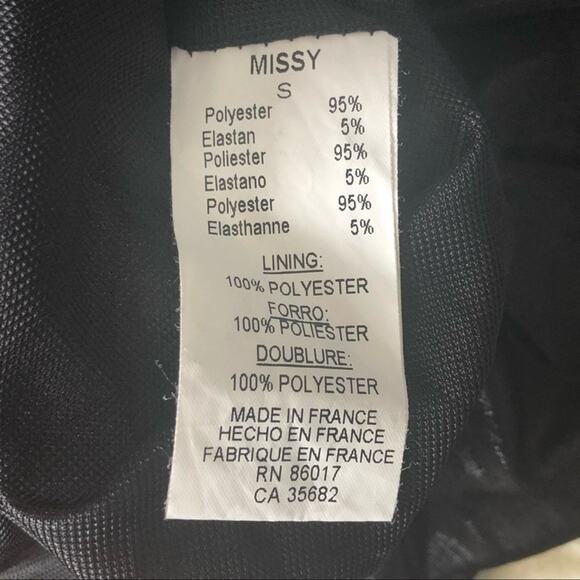 MISSY
S
Polyester 95%
Elastan 5%
Poliester 95%
Elastano 5%
Polyester 95%
Elasthanne 5%
LINING:
100% POLYESTER
FORRO:
100% POLIESTER
DOUBLURE:
100% POLYESTER
MADE IN FRANCE
HECHO EN FRANCE
FABRIQUE EN FRANCE
RN 86017
CA 35682